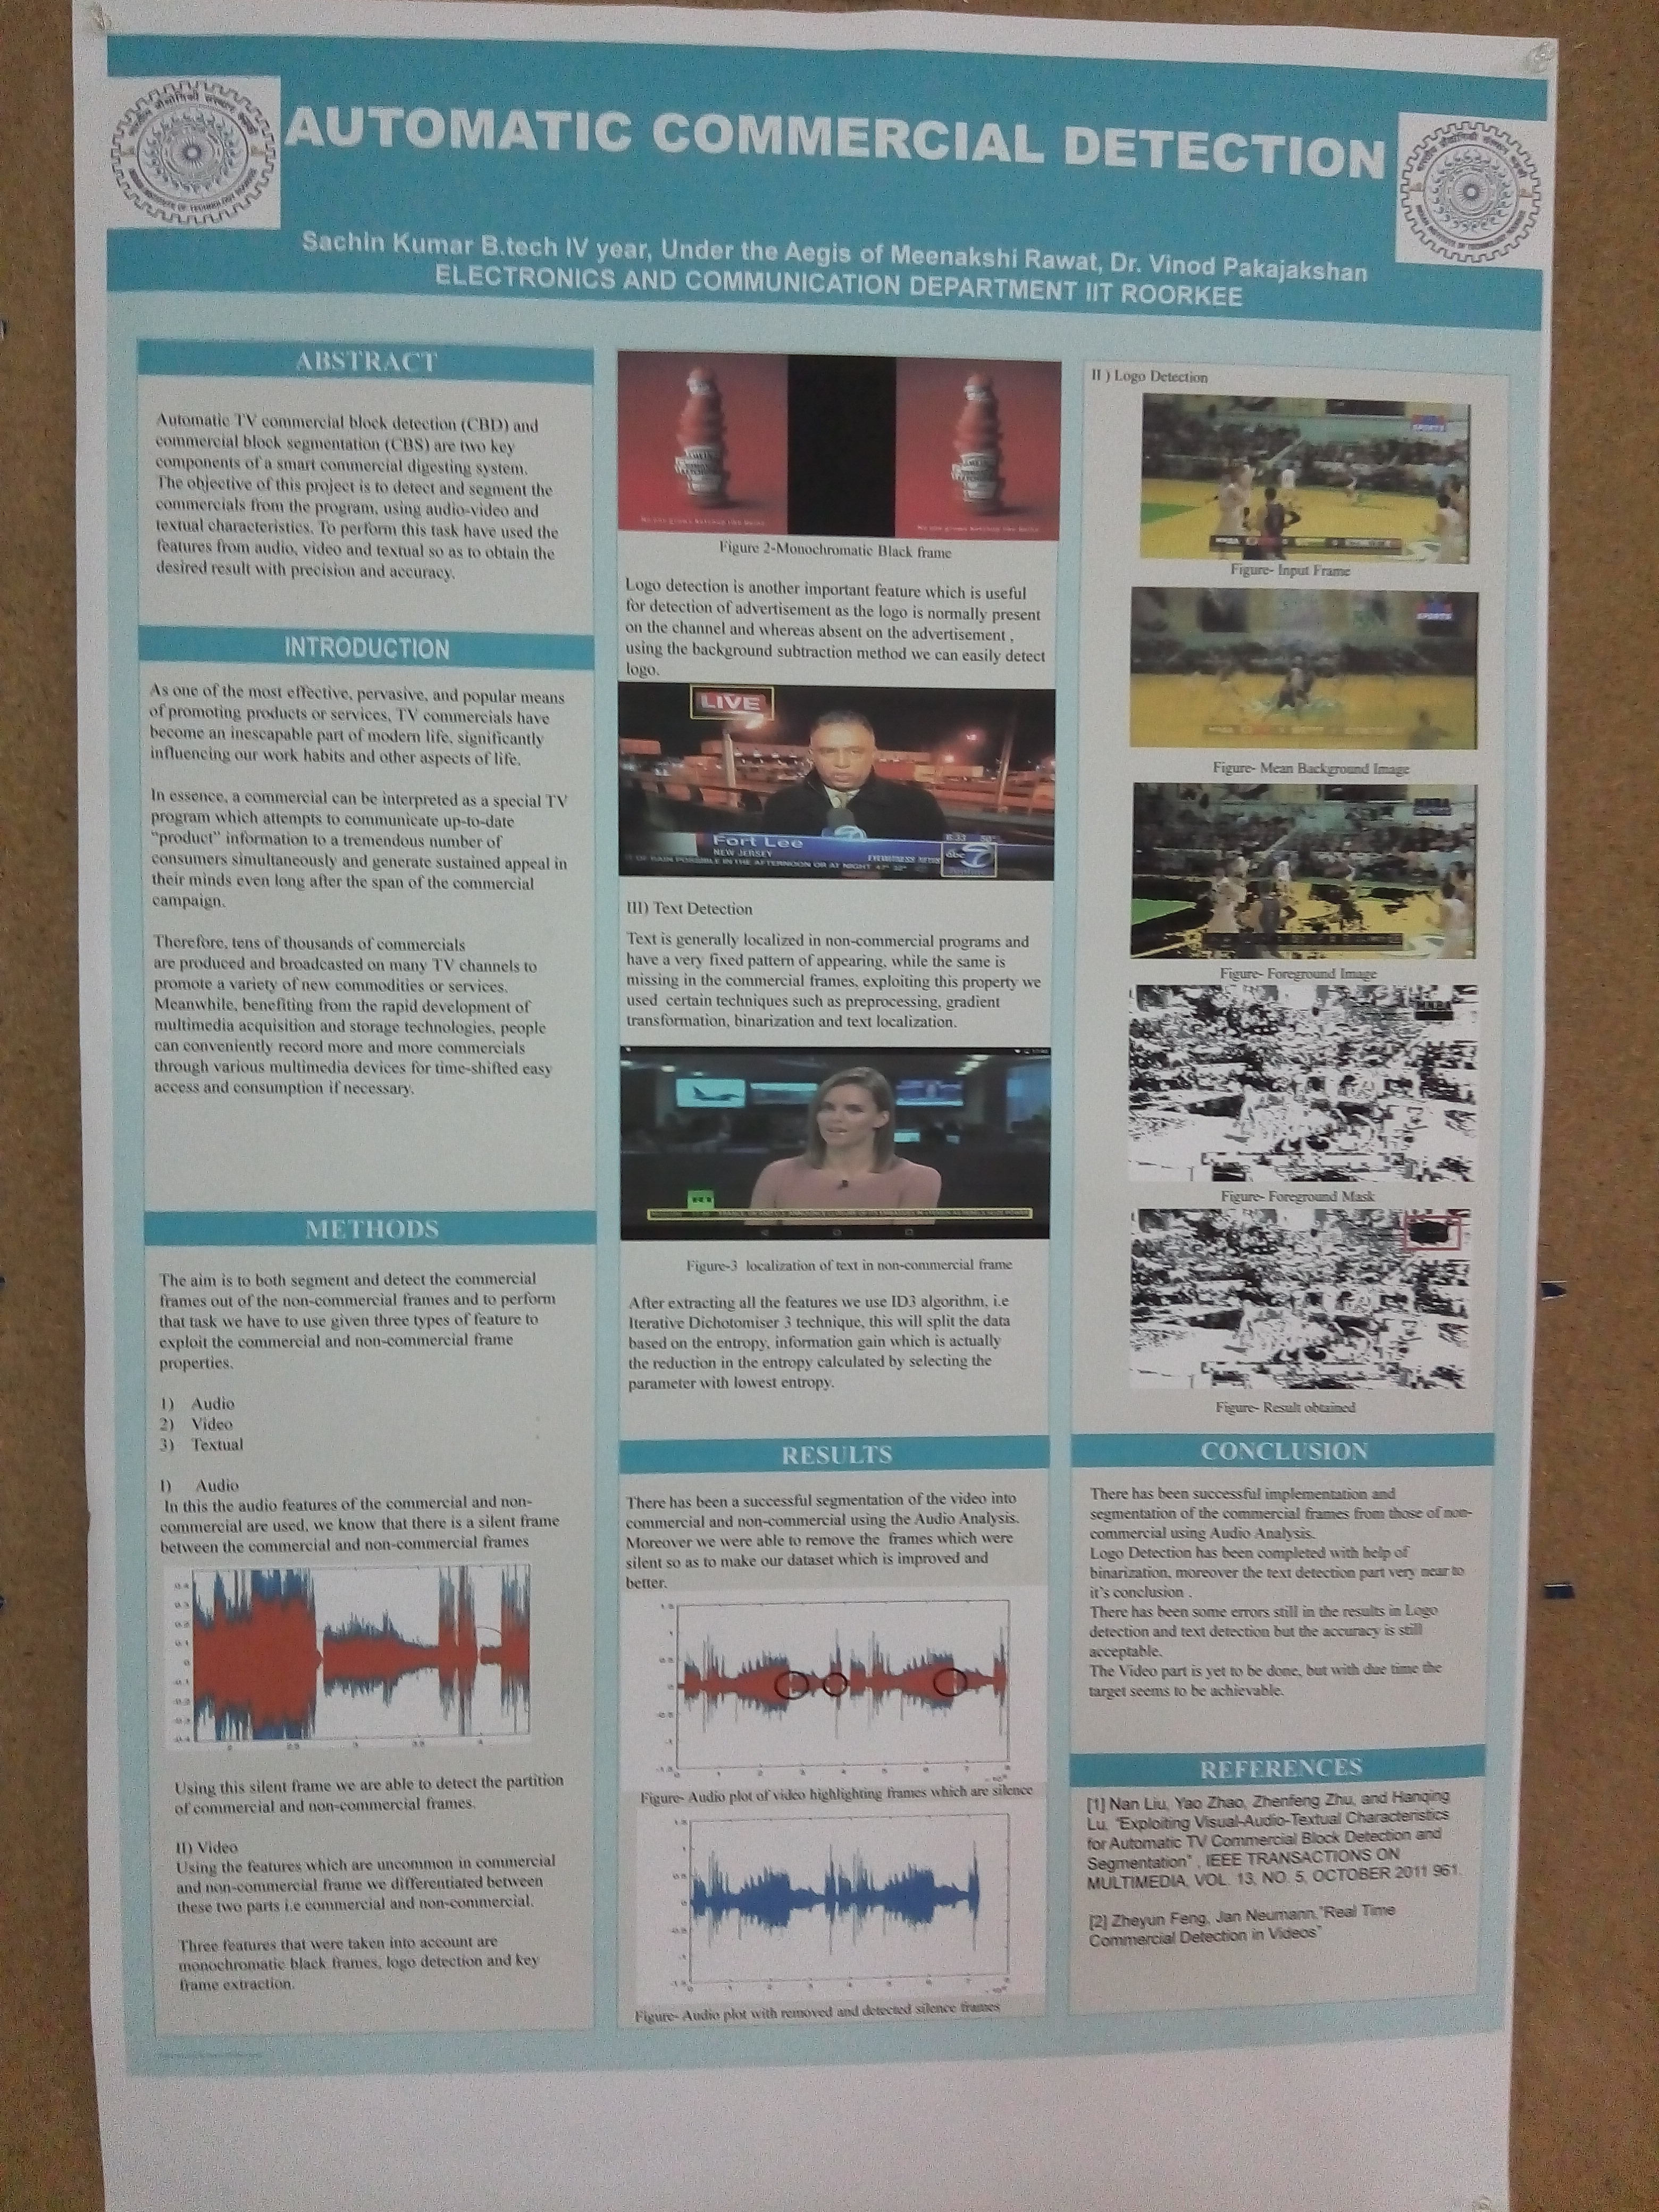 AUTOMATIC COMMERCIAL DETECTION
Sachin Kumar B.tech IV year, Under the Aegis of Meenakshi Rawat, Dr. Vinod Pakajakshan
ELECTRONICS AND COMMUNICATION DEPARTMENT IIT ROORKEE
ABSTRACT
Automatic TV commercial block detection (CBD) and
commercial block segmentation (CBS) are two key
components of a smart commercial digesting system.
The objective of this project is to detect and segment the
commercials from the program, using audio-video and
textual characteristics. To perform this task have used the
features from audio, video and textual so as to obtain the
desired result with precision and accuracy.
INTRODUCTION
As one of the most effective, pervasive, and popular means
of promoting products or services, TV commercials have
become an inescapable part of modern life, significantly
influencing our work habits and other aspects of life.
In essence, a commercial can be interpreted as a special TV
program which attempts to communicate up-to-date
"product" information to a tremendous number of
consumers simultaneously and generate sustained appeal in
their minds even long after the span of the commercial
campaign.
Therefore, tens of thousands of commercials
are produced and broadcasted on many TV channels to
promote a variety of new commodities or services.
Meanwhile, benefiting from the rapid development of
multimedia acquisition and storage technologies, people
can conveniently record more and more commercials
through various multimedia devices for time-shifted easy
access and consumption if necessary.
METHODS
The aim is to both segment and detect the commercial
frames out of the non-commercial frames and to perform
that task we have to use given three types of feature to
exploit the commercial and non-commercial frame
properties.
1) Audio
2) Video
3) Textual
I) Audio
In this the audio features of the commercial and non-
commercial are used, we know that there is a silent frame
between the commercial and non-commercial frames
Using this silent frame we are able to detect the partition
of commercial and non-commercial frames.
II) Video
Using the features which are uncommon in commercial
and non-commercial frame we differentiated between
these two parts i.e commercial and non-commercial.
Three features that were taken into account are
monochromatic black frames, logo detection and key
frame extraction.
Figure 2-Monochromatic Black frame
Logo detection is another important feature which is useful
for detection of advertisement as the logo is normally present
on the channel and whereas absent on the advertisement ,
using the background subtraction method we can easily detect
logo.
LIVE
Fort Lee
NEW JERSEY
OF RAIN POSSIBLE IN THE AFTERNOON OR AT NIGHT 47° 32°
EYEWITNESS NEWS
abc 7
III) Text Detection
Text is generally localized in non-commercial programs and
have a very fixed pattern of appearing, while the same is
missing in the commercial frames, exploiting this property we
used certain techniques such as preprocessing, gradient
transformation, binarization and text localization.
Figure-3 localization of text in non-commercial frame
After extracting all the features we use ID3 algorithm, i.e
Iterative Dichotomiser 3 technique, this will split the data
based on the entropy, information gain which is actually
the reduction in the entropy calculated by selecting the
parameter with lowest entropy.
RESULTS
There has been a successful segmentation of the video into
commercial and non-commercial using the Audio Analysis.
Moreover we were able to remove the frames which were
silent so as to make our dataset which is improved and
better.
Figure- Audio plot of video highlighting frames which are silence
Figure- Audio plot with removed and detected silence frames
II ) Logo Detection
SPORTS
Figure- Input Frame
SPORTS
Figure- Mean Background Image
Figure- Foreground Image
Figure- Foreground Mask
Figure- Result obtained
CONCLUSION
There has been successful implementation and
segmentation of the commercial frames from those of non-
commercial using Audio Analysis.
Logo Detection has been completed with help of
binarization, moreover the text detection part very near to
it's conclusion .
There has been some errors still in the results in Logo
detection and text detection but the accuracy is still
acceptable.
The Video part is yet to be done, but with due time the
target seems to be achievable.
REFERENCES
[1] Nan Liu, Yao Zhao, Zhenfeng Zhu, and Hanqing
Lu, "Exploiting Visual-Audio-Textual Characteristics
for Automatic TV Commercial Block Detection and
Segmentation" , IEEE TRANSACTIONS ON
MULTIMEDIA, VOL. 13, NO. 5, OCTOBER 2011 961.
[2] Zheyun Feng, Jan Neumann,"Real Time
Commercial Detection in Videos"